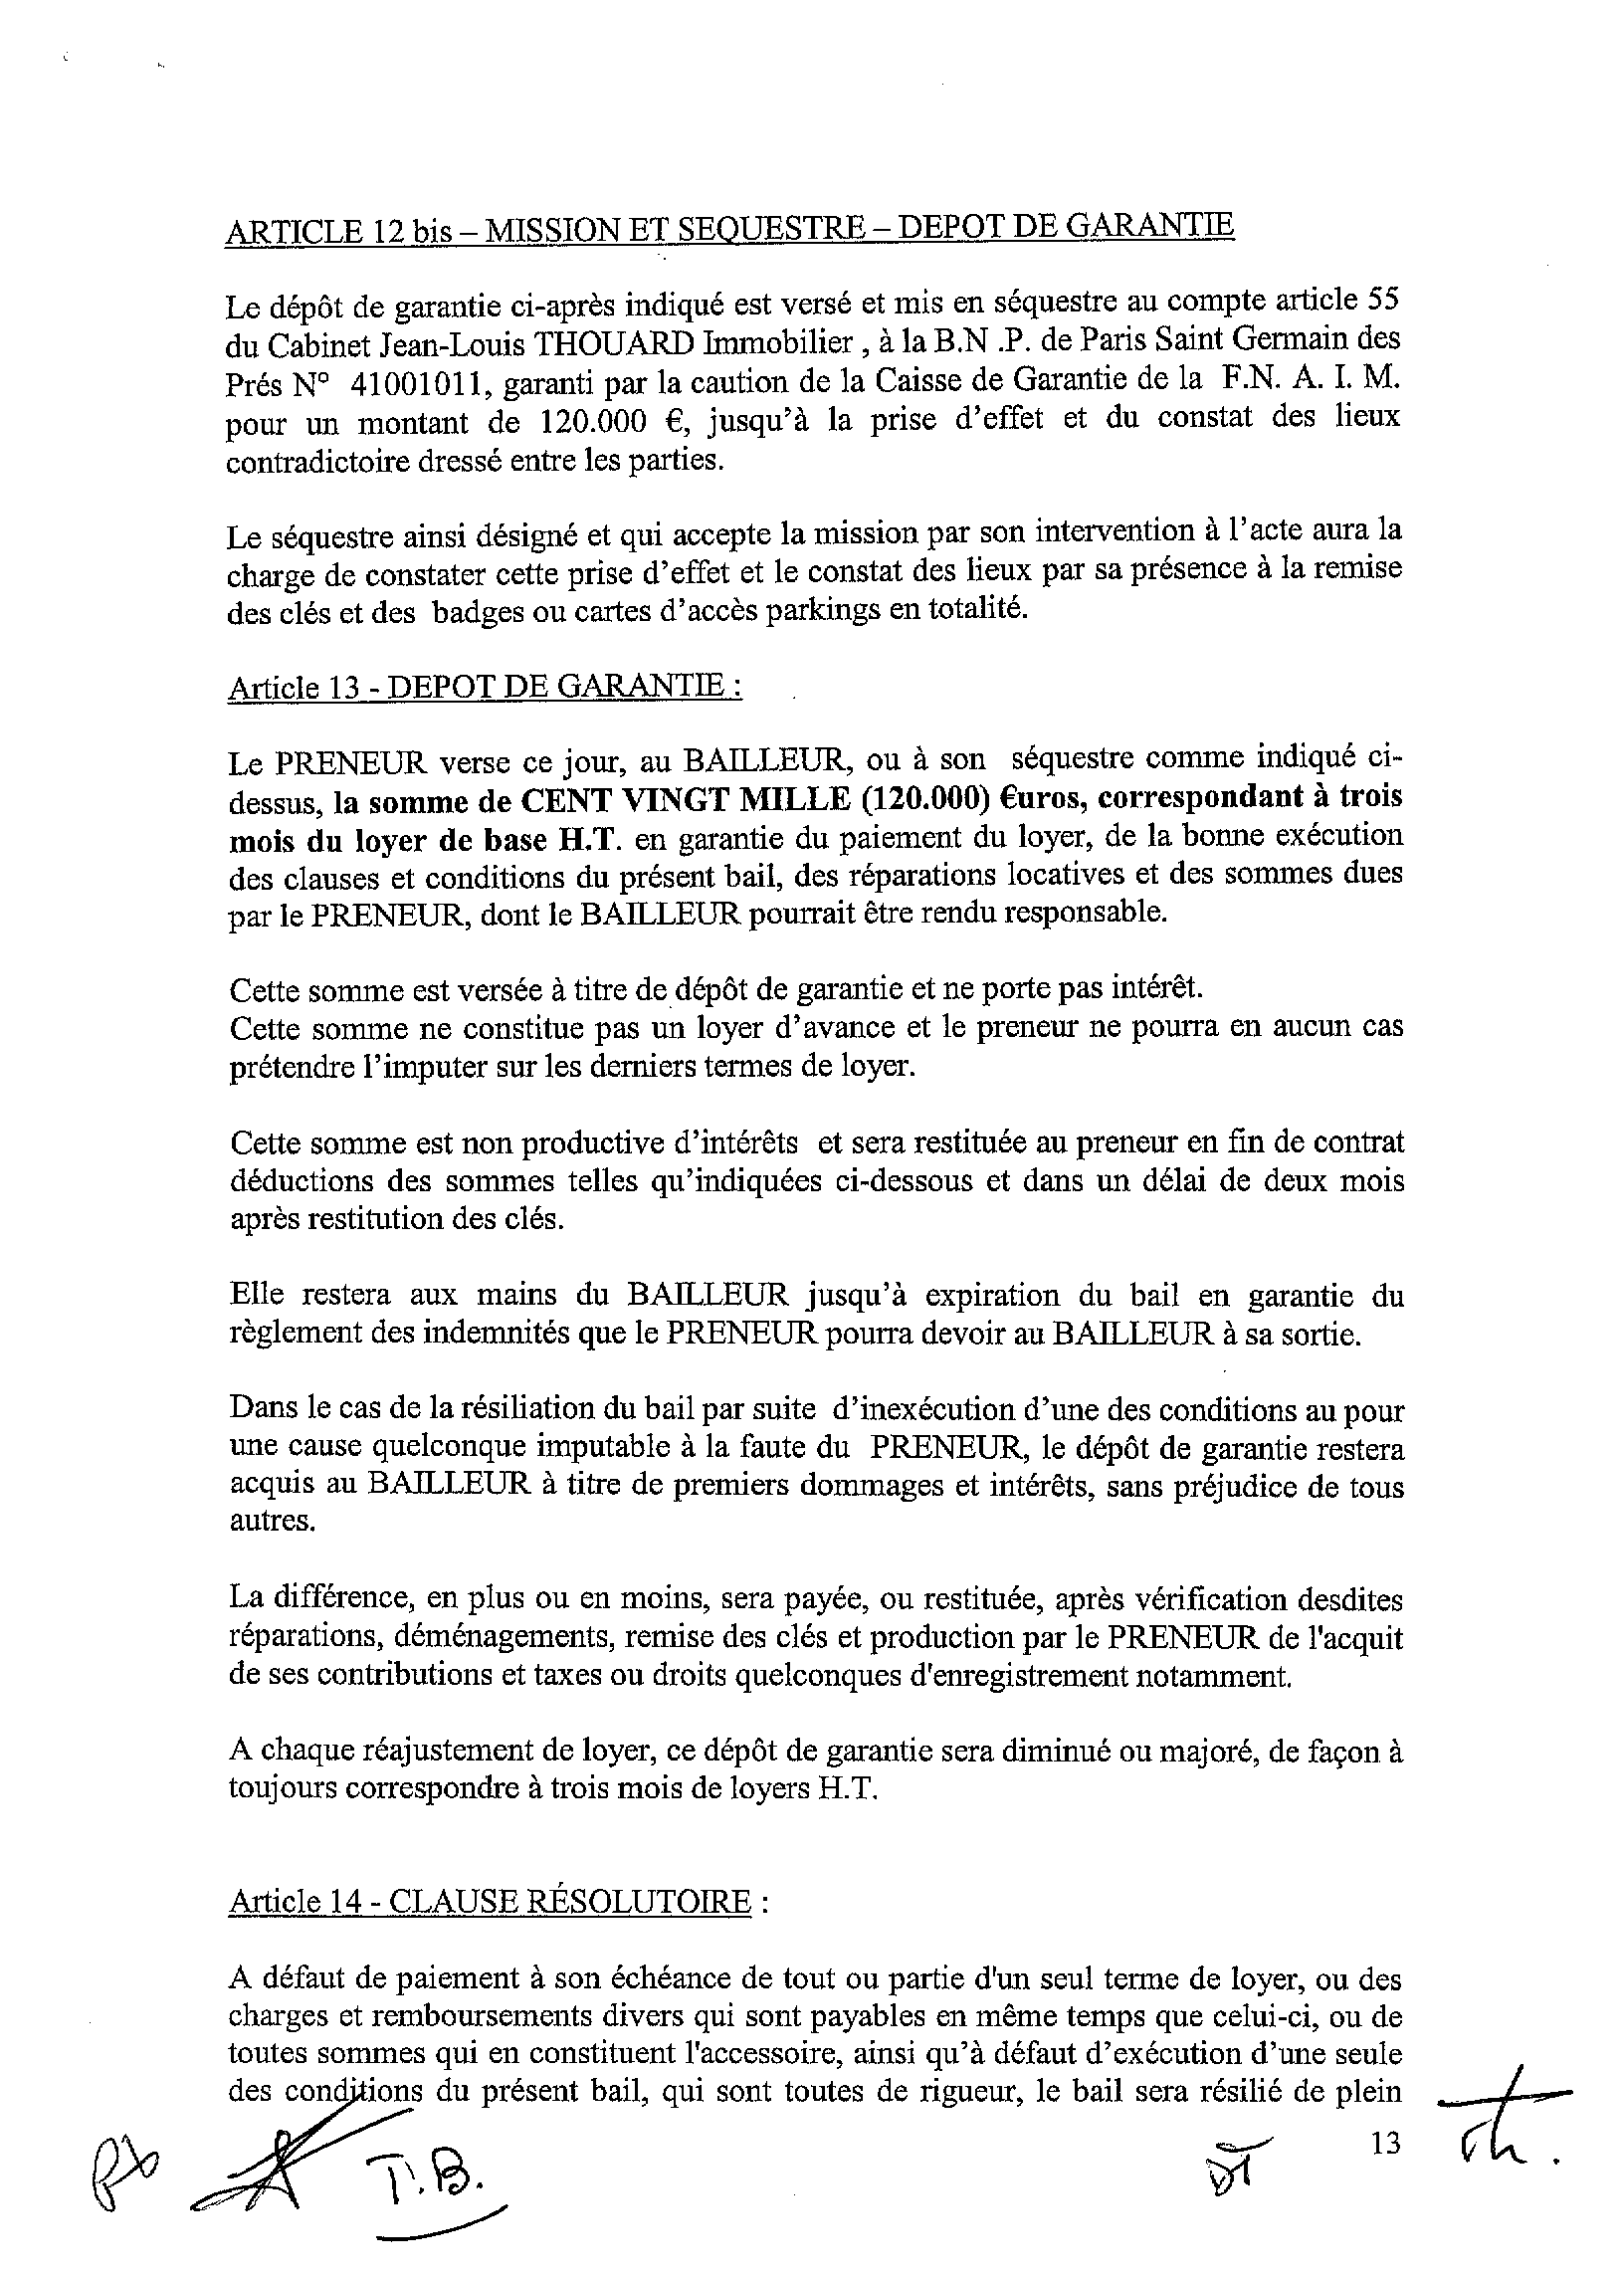 ARTICLE 12 bis – MISSION ET SEQUESTRE – DEPOT DE GARANTIE
Le dépôt de garantie ci-après indiqué est versé et mis en séquestre au compte article 55
du Cabinet Jean-Louis THOUARD Immobilier , à la B.N .P. de Paris Saint Germain des
Prés N° 41001011, garanti par la caution de la Caisse de Garantie de la F.N. A. I. M.
pour un montant de 120.000 €, jusqu’à la prise d’effet et du constat des lieux
contradictoire dressé entre les parties.
Le séquestre ainsi désigné et qui accepte la mission par son intervention à l’acte aura la
charge de constater cette prise d’effet et le constat des lieux par sa présence à la remise
des clés et des badges ou cartes d’accès parkings en totalité.
Article 13 - DEPOT DE GARANTIE :
Le PRENEUR verse ce jour, au BAILLEUR, ou à son séquestre comme indiqué ci-
dessus, la somme de CENT VINGT MILLE (120.000) €uros, correspondant à trois
mois du loyer de base H.T. en garantie du paiement du loyer, de la bonne exécution
des clauses et conditions du présent bail, des réparations locatives et des sommes dues
par le PRENEUR, dont le BAILLEUR pourrait être rendu responsable.
Cette somme est versée à titre de dépôt de garantie et ne porte pas intérêt.
Cette somme ne constitue pas un loyer d’avance et le preneur ne pourra en aucun cas
prétendre l’imputer sur les derniers termes de loyer.
Cette somme est non productive d’intérêts et sera restituée au preneur en fin de contrat
déductions des sommes telles qu’indiquées ci-dessous et dans un délai de deux mois
après restitution des clés.
Elle restera aux mains du BAILLEUR jusqu’à expiration du bail en garantie du
règlement des indemnités que le PRENEUR pourra devoir au BAILLEUR à sa sortie.
Dans le cas de la résiliation du bail par suite d’inexécution d’une des conditions au pour
une cause quelconque imputable à la faute du PRENEUR, le dépôt de garantie restera
acquis au BAILLEUR à titre de premiers dommages et intérêts, sans préjudice de tous
autres.
La différence, en plus ou en moins, sera payée, ou restituée, après vérification desdites
réparations, déménagements, remise des clés et production par le PRENEUR de l'acquit
de ses contributions et taxes ou droits quelconques d'enregistrement notamment.
A chaque réajustement de loyer, ce dépôt de garantie sera diminué ou majoré, de façon à
toujours correspondre à trois mois de loyers H.T.
Article 14 - CLAUSE RÉSOLUTOIRE :
A défaut de paiement à son échéance de tout ou partie d'un seul terme de loyer, ou des
charges et remboursements divers qui sont payables en même temps que celui-ci, ou de
toutes sommes qui en constituent l'accessoire, ainsi qu’à défaut d’exécution d’une seule
des conditions du présent bail, qui sont toutes de rigueur, le bail sera résilié de plein
13
T.B.